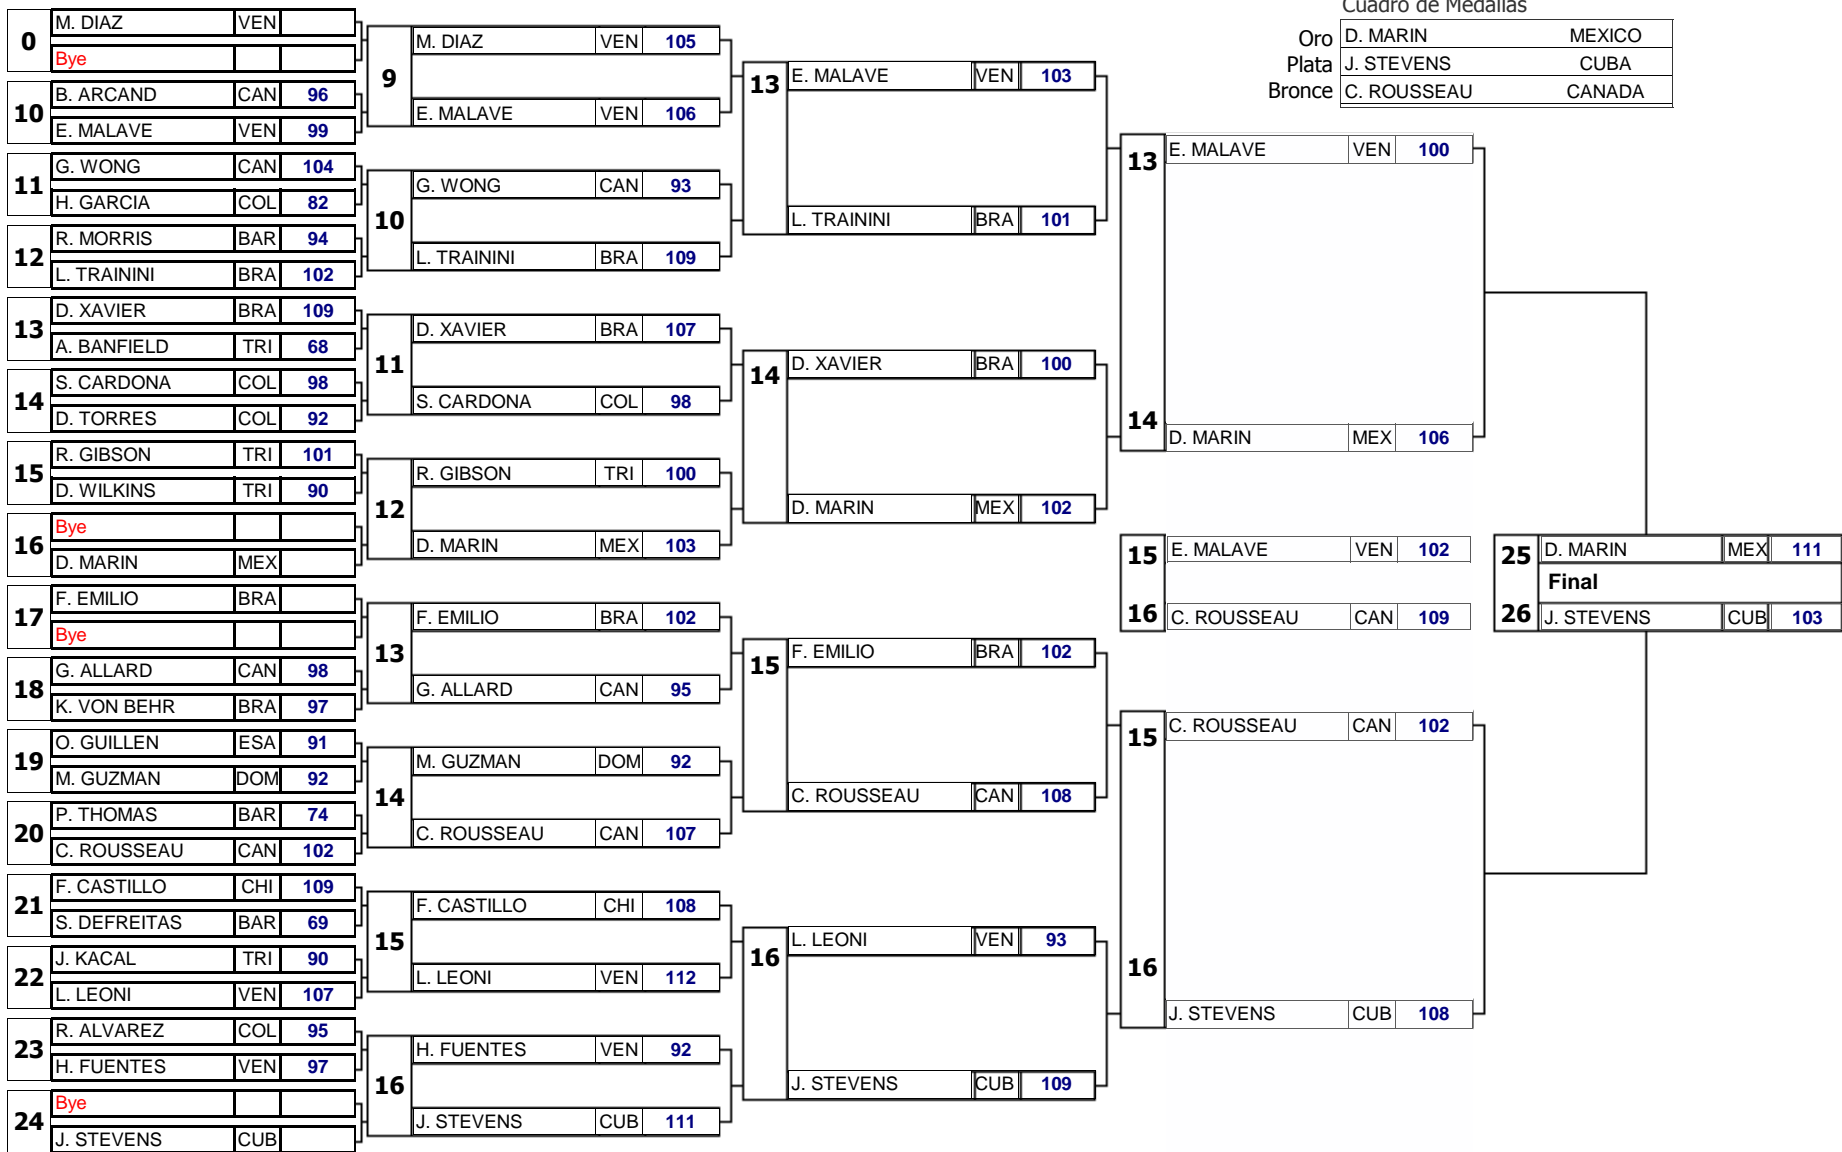 Cuadro de Medallas
Oro D. MARIN MEXICO
Plata J. STEVENS CUBA
Bronce C. ROUSSEAU CANADA
0
M. DIAZ VEN
Bye
10
B. ARCAND CAN 96
E. MALAVE VEN 99
11
G. WONG CAN 104
H. GARCIA COL 82
12
R. MORRIS BAR 94
L. TRAININI BRA 102
13
D. XAVIER BRA 109
A. BANFIELD TRI 68
14
S. CARDONA COL 98
D. TORRES COL 92
15
R. GIBSON TRI 101
D. WILKINS TRI 90
16
Bye
D. MARIN MEX
17
F. EMILIO BRA
Bye
18
G. ALLARD CAN 98
K. VON BEHR BRA 97
19
O. GUILLEN ESA 91
M. GUZMAN DOM 92
20
P. THOMAS BAR 74
C. ROUSSEAU CAN 102
21
F. CASTILLO CHI 109
S. DEFREITAS BAR 69
22
J. KACAL TRI 90
L. LEONI VEN 107
23
R. ALVAREZ COL 95
H. FUENTES VEN 97
24
Bye
J. STEVENS CUB
9
M. DIAZ VEN 105
E. MALAVE VEN 106
10
G. WONG CAN 93
L. TRAININI BRA 109
11
D. XAVIER BRA 107
S. CARDONA COL 98
12
R. GIBSON TRI 100
D. MARIN MEX 103
13
F. EMILIO BRA 102
G. ALLARD CAN 95
14
M. GUZMAN DOM 92
C. ROUSSEAU CAN 107
15
F. CASTILLO CHI 108
L. LEONI VEN 112
16
H. FUENTES VEN 92
J. STEVENS CUB 111
13
E. MALAVE VEN 103
L. TRAININI BRA 101
14
D. XAVIER BRA 100
D. MARIN MEX 102
15
F. EMILIO BRA 102
C. ROUSSEAU CAN 108
16
L. LEONI VEN 93
J. STEVENS CUB 109
13 E. MALAVE VEN 100
14 D. MARIN MEX 106
15 E. MALAVE VEN 102
16 C. ROUSSEAU CAN 109
15 C. ROUSSEAU CAN 102
16 J. STEVENS CUB 108
25 D. MARIN MEX 111
Final
26 J. STEVENS CUB 103